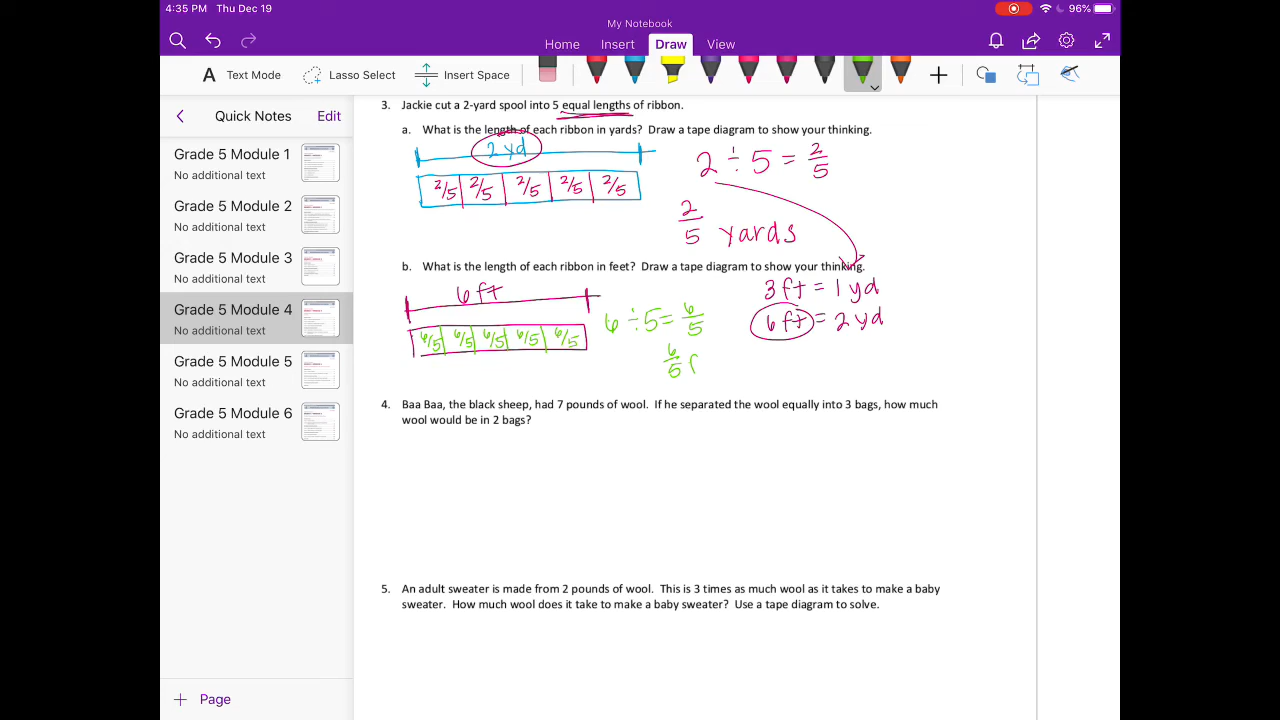 4:35 PM Thu Dec 19
96%
My Notebook
Home Insert Draw View
Text Mode Lasso Select Insert Space
Quick Notes Edit
Grade 5 Module 1
No additional text
Grade 5 Module 2
No additional text
Grade 5 Module 3
No additional text
Grade 5 Module 4
No additional text
Grade 5 Module 5
No additional text
Grade 5 Module 6
No additional text
Page
3. Jackie cut a 2-yard spool into 5 equal lengths of ribbon.
a. What is the length of each ribbon in yards? Draw a tape diagram to show your thinking.
2 yd
2/5 2/5 2/5 2/5 2/5
2 ÷ 5 = 2/5
2/5 yards
b. What is the length of each ribbon in feet? Draw a tape diagram to show your thinking.
6 ft
6/5 6/5 6/5 6/5 6/5
6 ÷ 5 = 6/5
6/5 f
3 ft = 1 yd
6 ft = 2 yd
4. Baa Baa, the black sheep, had 7 pounds of wool. If he separated the wool equally into 3 bags, how much
wool would be in 2 bags?
5. An adult sweater is made from 2 pounds of wool. This is 3 times as much wool as it takes to make a baby
sweater. How much wool does it take to make a baby sweater? Use a tape diagram to solve.